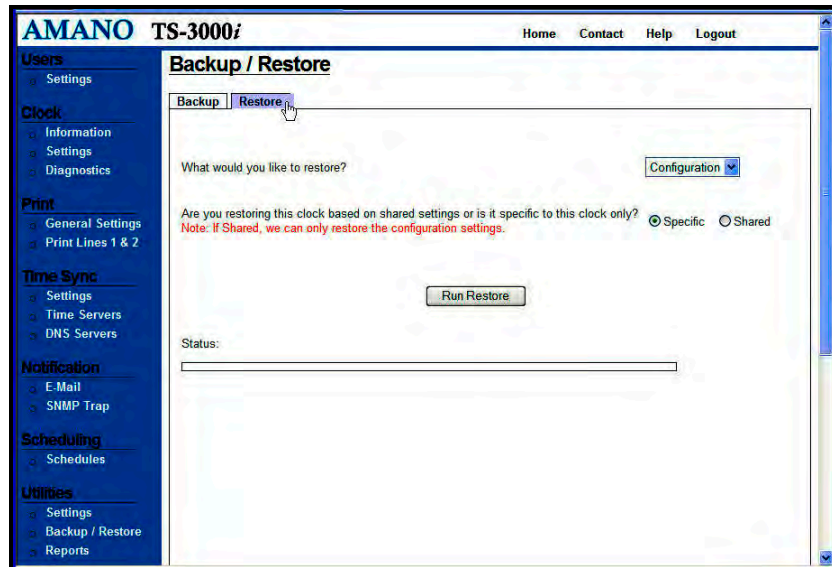 AMANO TS-3000i
Home Contact Help Logout
Users
Settings
Clock
Information
Settings
Diagnostics
Print
General Settings
Print Lines 1 & 2
Time Sync
Settings
Time Servers
DNS Servers
Notification
E-Mail
SNMP Trap
Scheduling
Schedules
Utilities
Settings
Backup / Restore
Reports
Backup / Restore
Backup Restore
What would you like to restore? Configuration
Are you restoring this clock based on shared settings or is it specific to this clock only? Specific Shared
Note: If Shared, we can only restore the configuration settings.
Run Restore
Status: